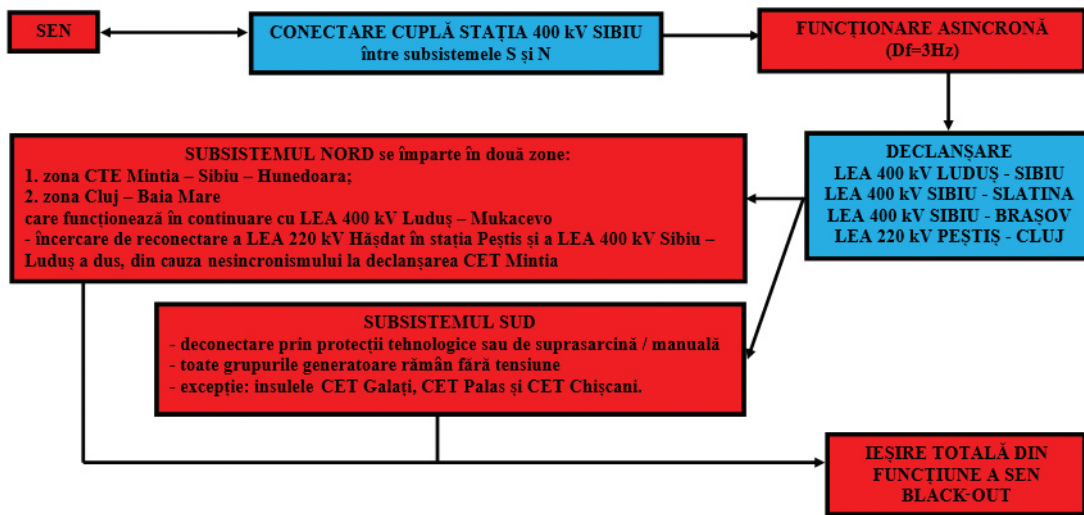 SEN
CONECTARE CUPLĂ STAȚIA 400 kV SIBIU
între subsistemele S și N
FUNCȚIONARE ASINCRONĂ
(Df=3Hz)
DECLANȘARE
LEA 400 kV LUDUȘ - SIBIU
LEA 400 kV SIBIU - SLATINA
LEA 400 kV SIBIU - BRAȘOV
LEA 220 kV PEȘTIȘ - CLUJ
SUBSISTEMUL NORD se împarte în două zone:
1. zona CTE Mintia – Sibiu – Hunedoara;
2. zona Cluj – Baia Mare
care funcționează în continuare cu LEA 400 kV Luduș – Mukacevo
- încercare de reconectare a LEA 220 kV Hășdat în stația Peștis și a LEA 400 kV Sibiu –
Luduș a dus, din cauza nesincronismului la declanșarea CET Mintia
SUBSISTEMUL SUD
- deconectare prin protecții tehnologice sau de suprasarcină / manuală
- toate grupurile generatoare rămân fără tensiune
- excepție: insulele CET Galați, CET Palas și CET Chișcani.
IEȘIRE TOTALĂ DIN
FUNCȚIUNE A SEN
BLACK-OUT